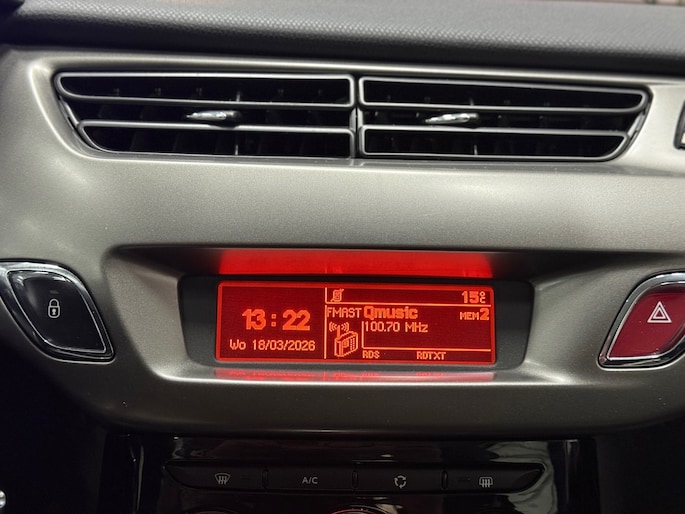 15°C
13:22
FMAST Qmusic MEM2
100.70 MHz
Wo 18/03/2026
RDS RDTXT
A/C